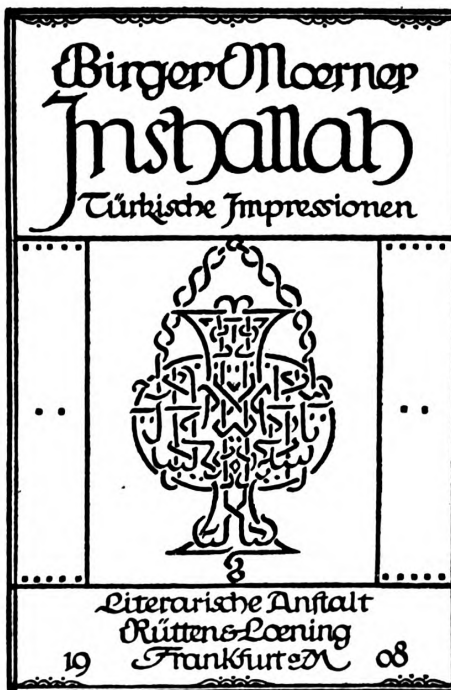 Birger Moerner
Inshallah
Türkische Impressionen
Literarische Anstalt
Rütten & Loening
19 Frankfurt a M 08